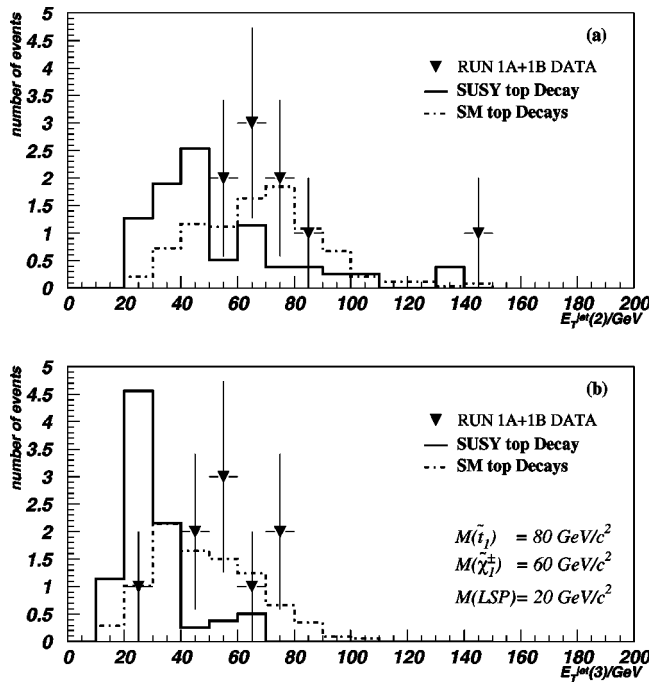 number of events
5
4.5
4
3.5
3
2.5
2
1.5
1
0.5
0
(a)
RUN 1A+1B DATA
SUSY top Decay
SM top Decays
0 20 40 60 80 100 120 140 160 180 200
E_T^jet(2)/GeV
number of events
5
4.5
4
3.5
3
2.5
2
1.5
1
0.5
0
(b)
RUN 1A+1B DATA
SUSY top Decay
SM top Decays
M(t̃₁) = 80 GeV/c²
M(χ̃₁±) = 60 GeV/c²
M(LSP)= 20 GeV/c²
0 20 40 60 80 100 120 140 160 180 200
E_T^jet(3)/GeV